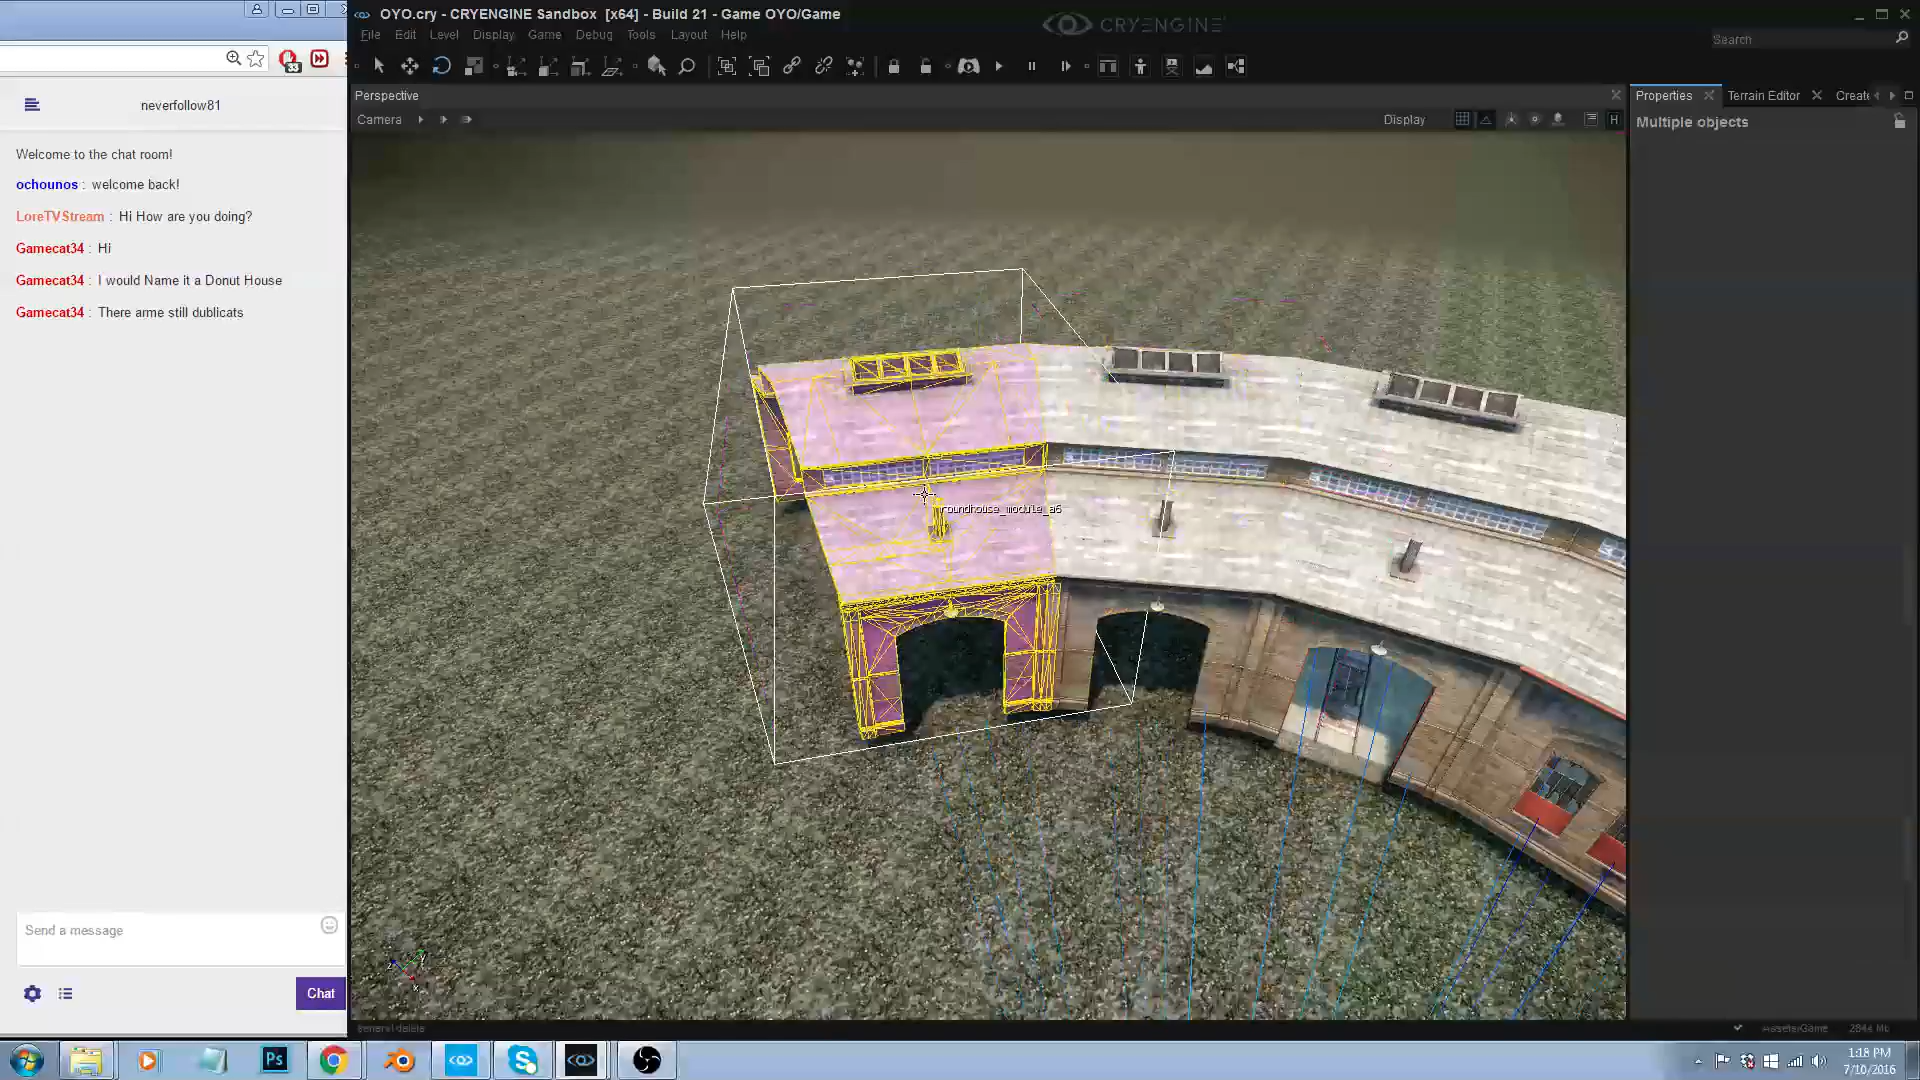 OYO.cry - CRYENGINE Sandbox [x64] - Build 21 - Game OYO/Game
CRYENGINE
File Edit Level Display Game Debug Tools Layout Help
Search
33
neverfollow81
Perspective
Properties
Terrain Editor
Create
Camera
Display
H
Multiple objects
Welcome to the chat room!
ochounos : welcome back!
LoreTVStream : Hi How are you doing?
Gamecat34 : Hi
Gamecat34 : I would Name it a Donut House
Gamecat34 : There arme still dublicats
roundhouse_module_a6
Send a message
Chat
z
y
x
Ps
1:18 PM
7/10/2016